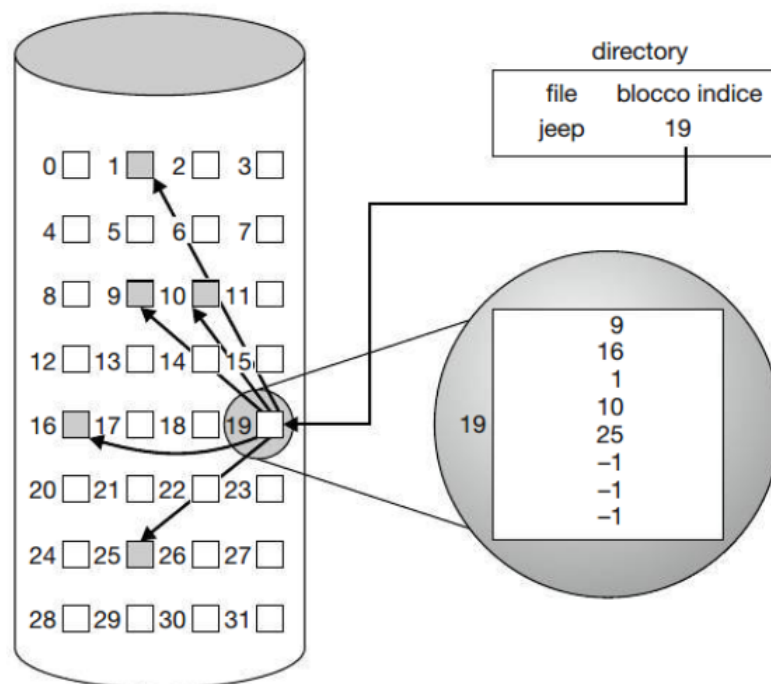 directory
file blocco indice
jeep 19
0 1 2 3
4 5 6 7
8 9 10 11
12 13 14 15
16 17 18 19
20 21 22 23
24 25 26 27
28 29 30 31
19
9
16
1
10
25
–1
–1
–1